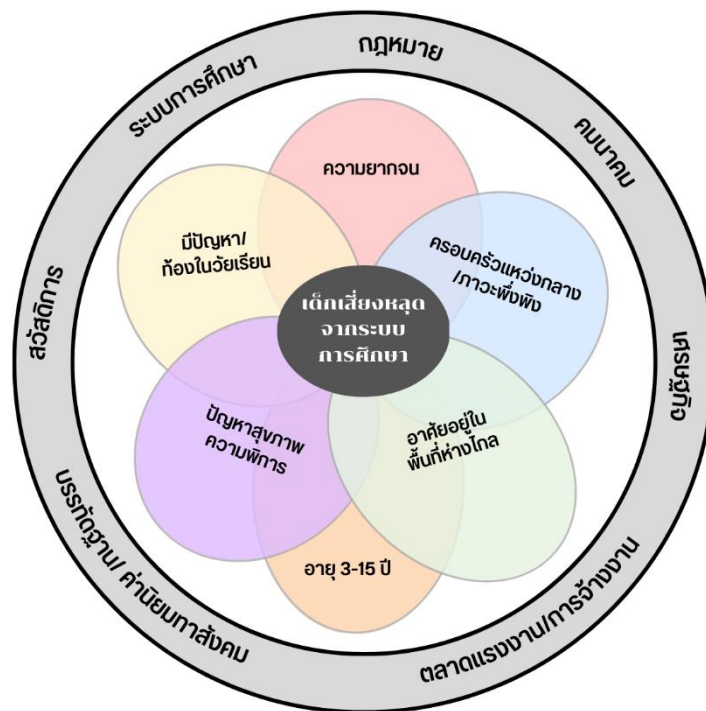 กฎหมาย
คมนาคม
เศรษฐกิจ
ตลาดแรงงาน/การจ้างงาน
บรรทัดฐาน/ ค่านิยมทาสังคม
สวัสดิการ
ระบบการศึกษา
ความยากจน
ครอบครัวแหว่งกลาง
/ภาวะพึ่งพิง
อาศัยอยู่ใน
พื้นที่ห่างไกล
อายุ 3-15 ปี
ปัญหาสุขภาพ
ความพิการ
มีปัญหา/
ท้องในวัยเรียน
เด็กเสี่ยงหลุด
จากระบบ
การศึกษา